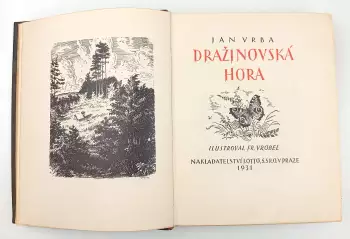 JAN VRBA
DRAŽINOVSKÁ
HORA
ILUSTROVAL FR. VROBEL
NAKLADATELSTVÍ J. OTTO, S. S R. O. V PRAZE
1931